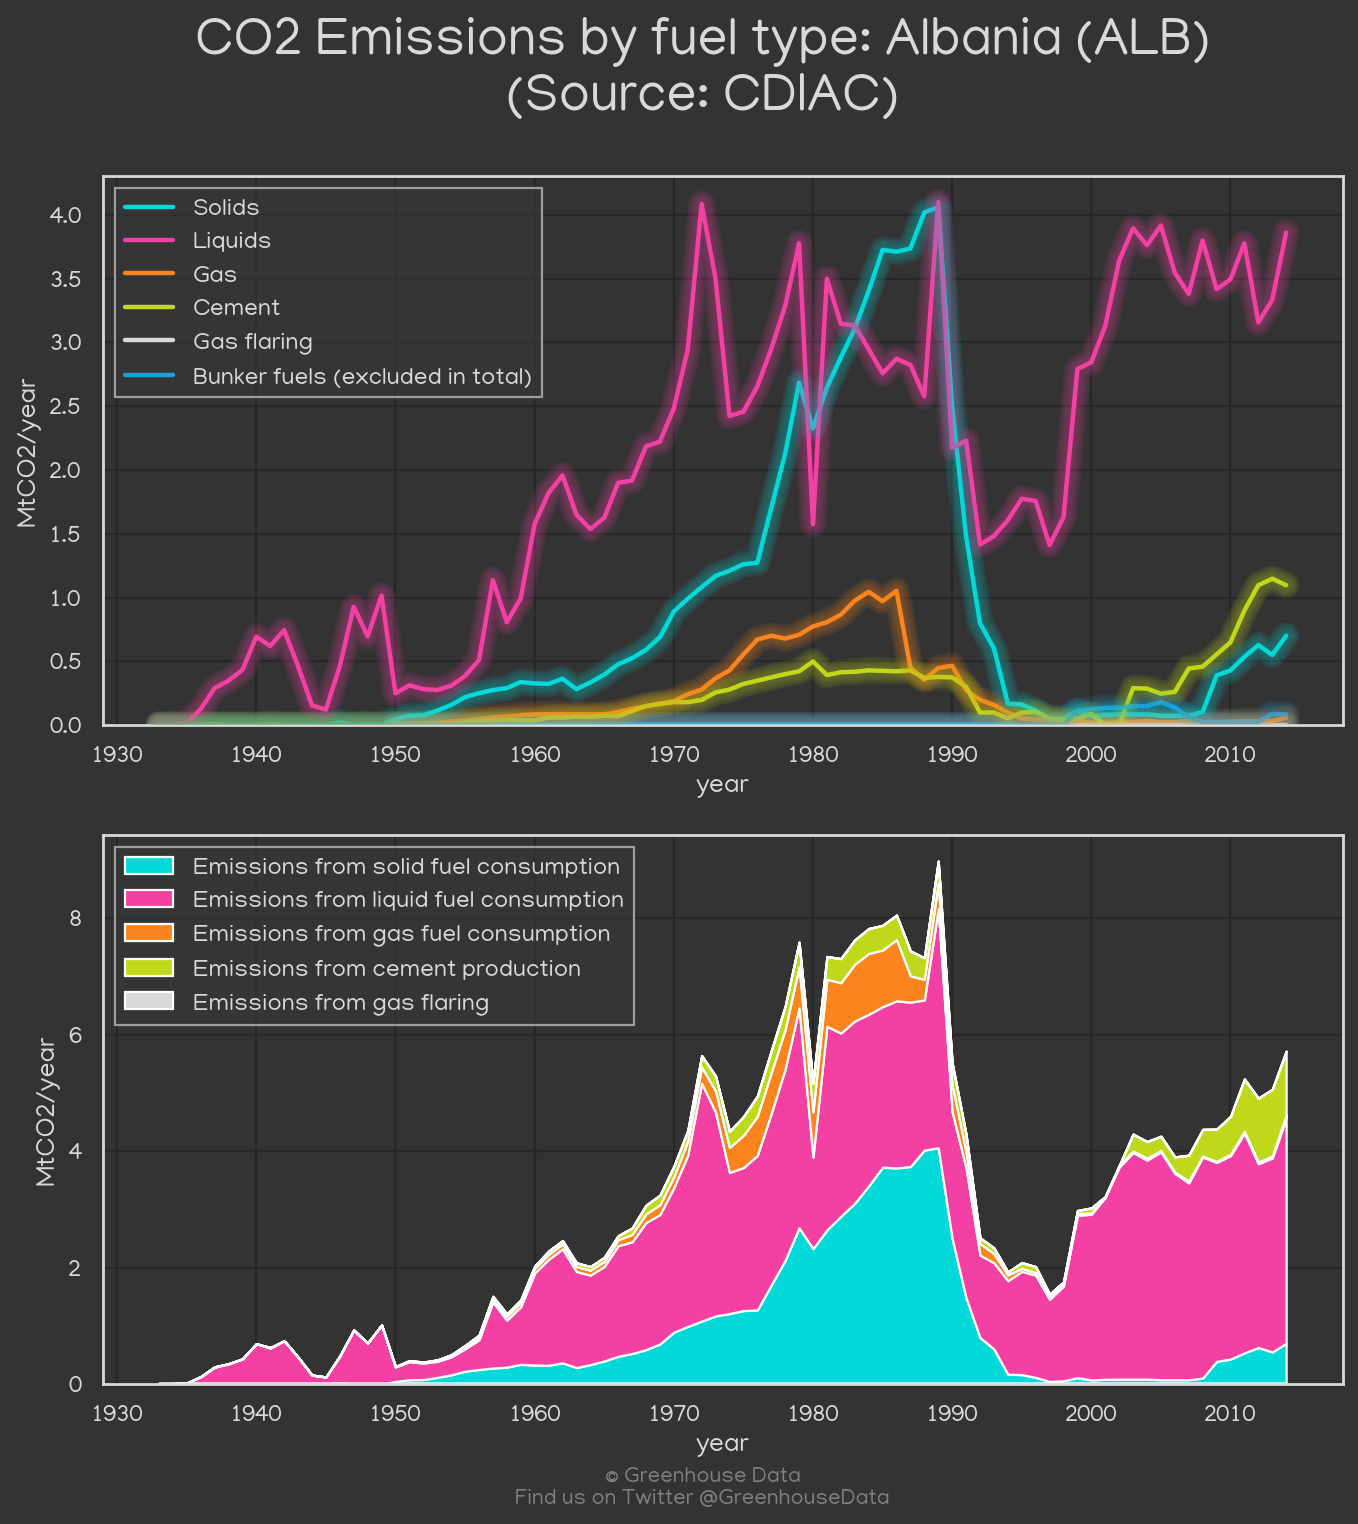 CO2 Emissions by fuel type: Albania (ALB)
(Source: CDIAC)
Solids
Liquids
Gas
Cement
Gas flaring
Bunker fuels (excluded in total)
MtCO2/year
4.0
3.5
3.0
2.5
2.0
1.5
1.0
0.5
0.0
1930 1940 1950 1960 1970 1980 1990 2000 2010
year
Emissions from solid fuel consumption
Emissions from liquid fuel consumption
Emissions from gas fuel consumption
Emissions from cement production
Emissions from gas flaring
MtCO2/year
8
6
4
2
0
1930 1940 1950 1960 1970 1980 1990 2000 2010
year
© Greenhouse Data
Find us on Twitter @GreenhouseData